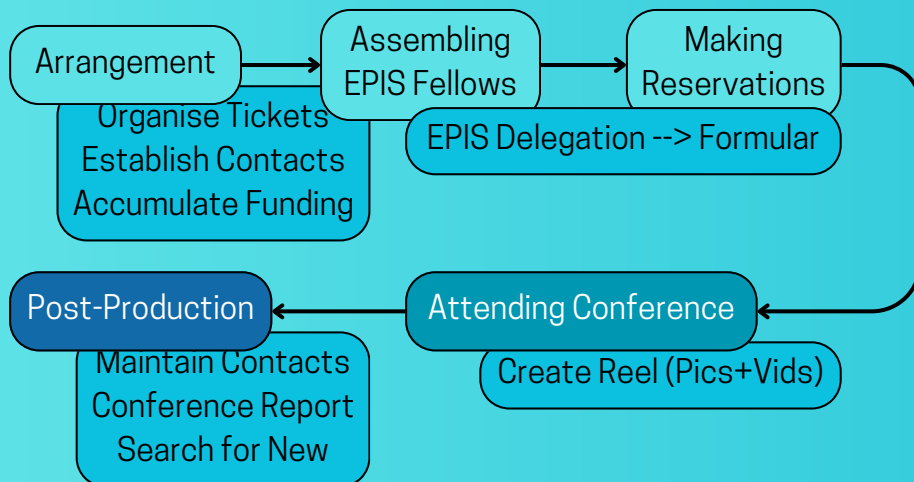 Arrangement
Assembling
EPIS Fellows
Making
Reservations
Organise Tickets
Establish Contacts
Accumulate Funding
EPIS Delegation --> Formular
Post-Production
Attending Conference
Maintain Contacts
Conference Report
Search for New
Create Reel (Pics+Vids)